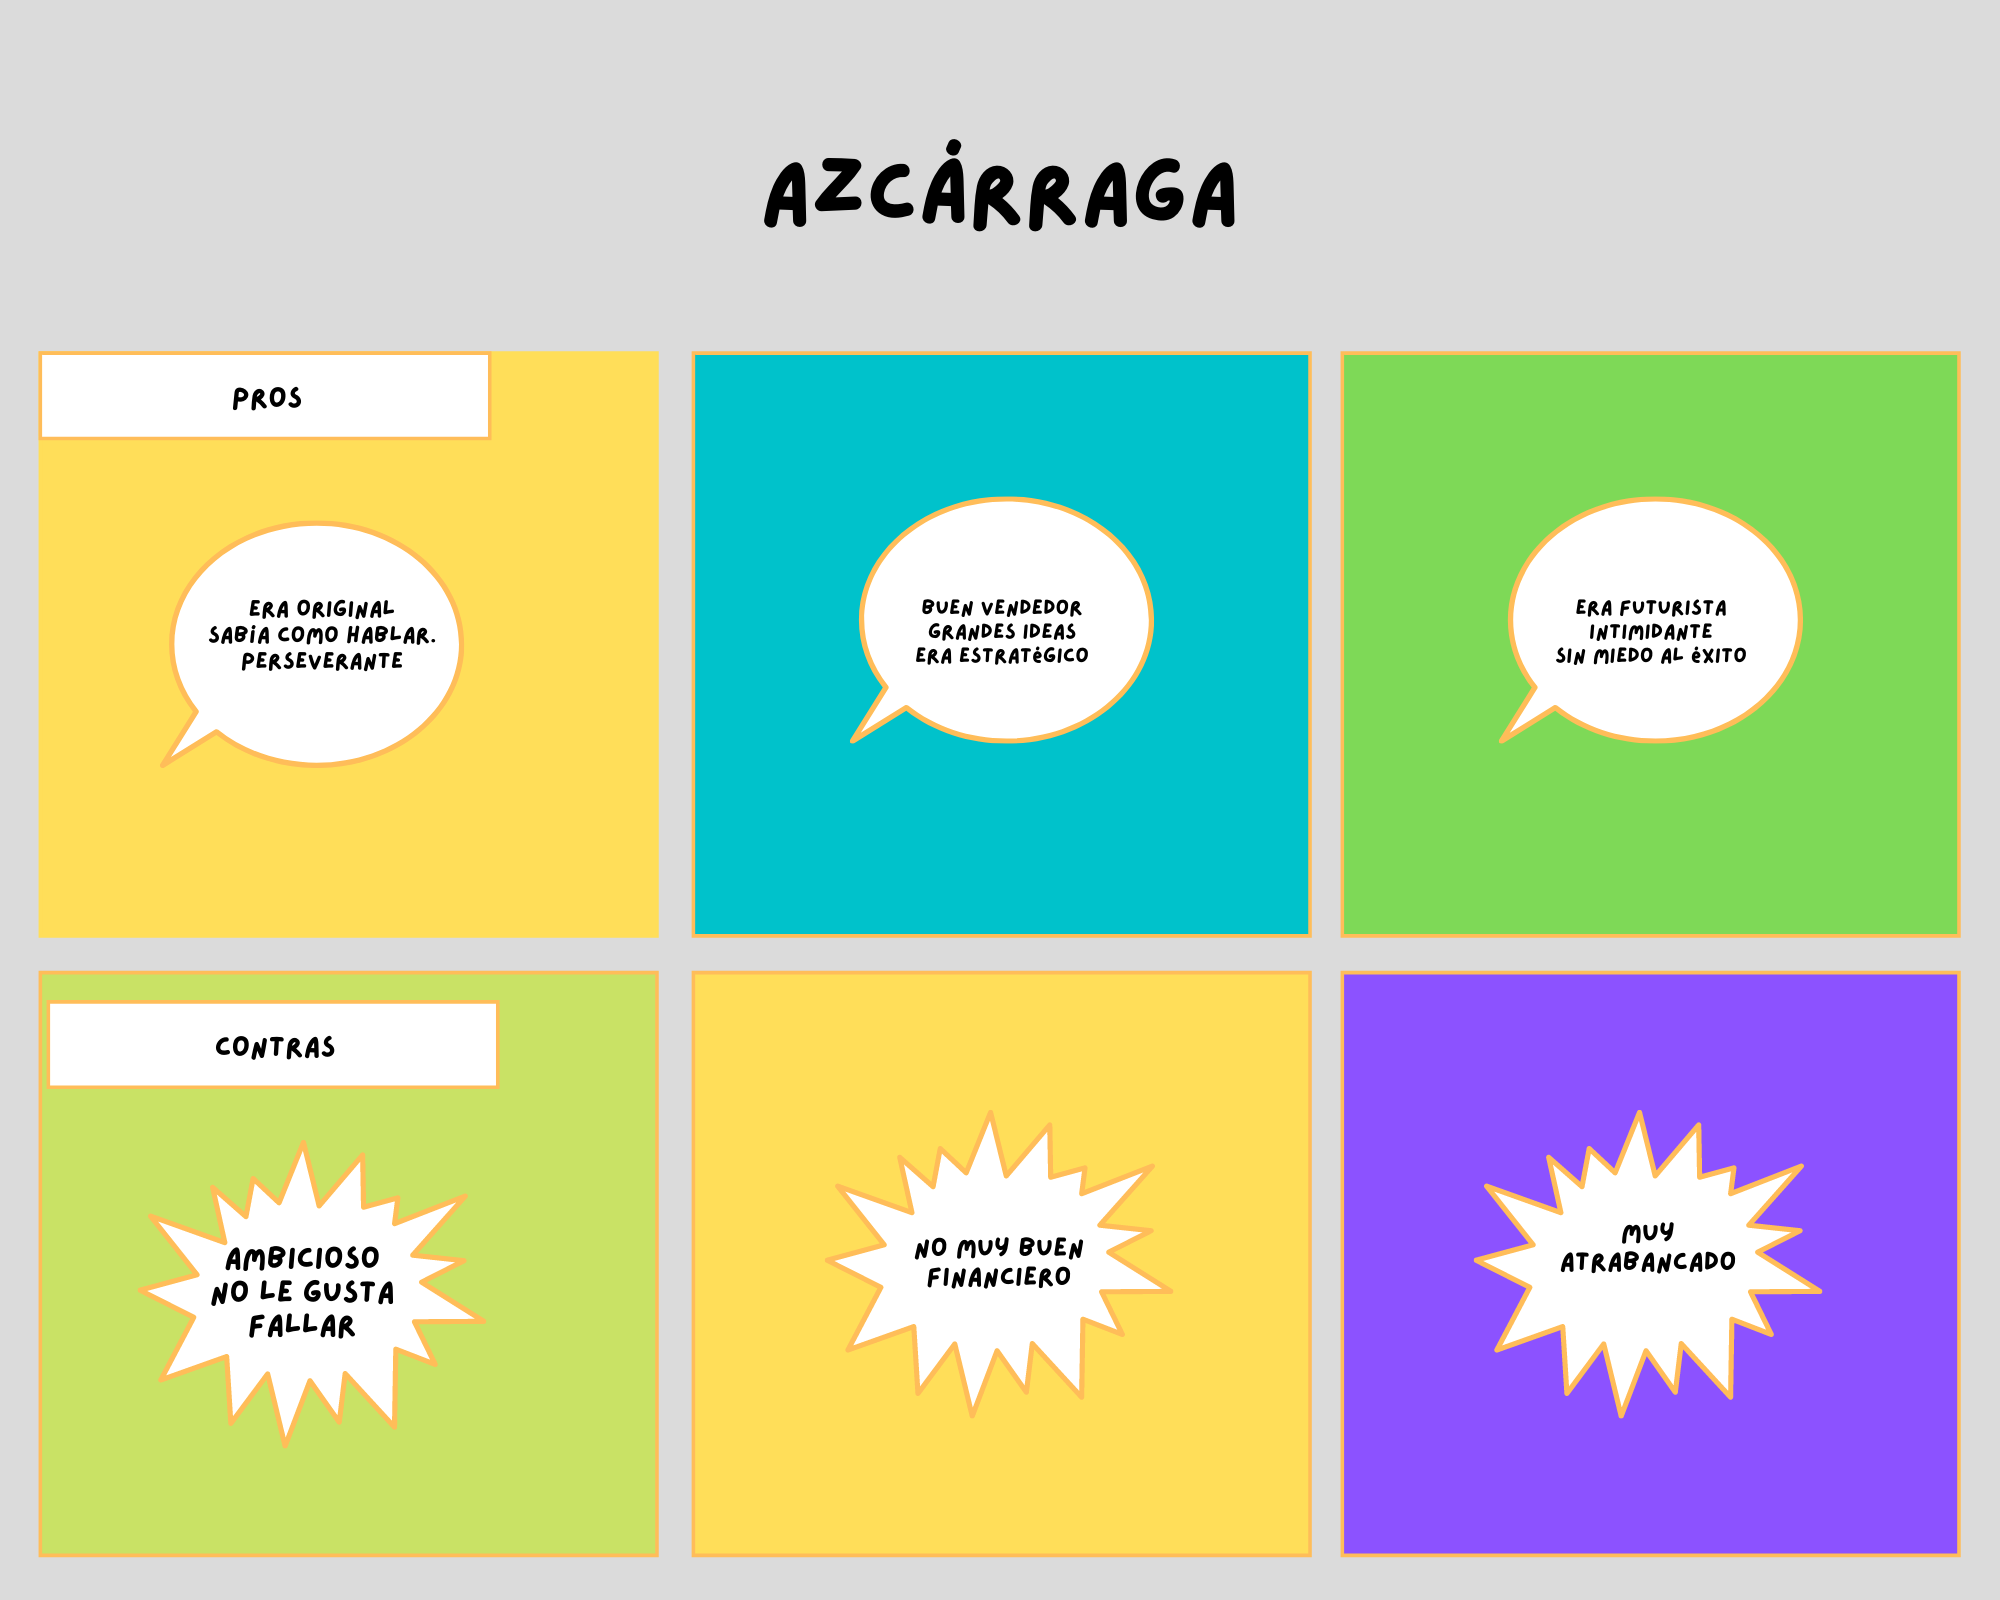 AZCÁRRAGA
PROS
ERA ORIGINAL
SABÍA COMO HABLAR.
PERSEVERANTE
BUEN VENDEDOR
GRANDES IDEAS
ERA ESTRATÉGICO
ERA FUTURISTA
INTIMIDANTE
SIN MIEDO AL ÉXITO
CONTRAS
AMBICIOSO
NO LE GUSTA
FALLAR
NO MUY BUEN
FINANCIERO
MUY
ATRABANCADO